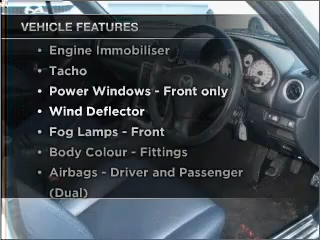 VEHICLE FEATURES
• Engine Immobiliser
• Tacho
• Power Windows - Front only
• Wind Deflector
• Fog Lamps - Front
• Body Colour - Fittings
• Airbags - Driver and Passenger
(Dual)